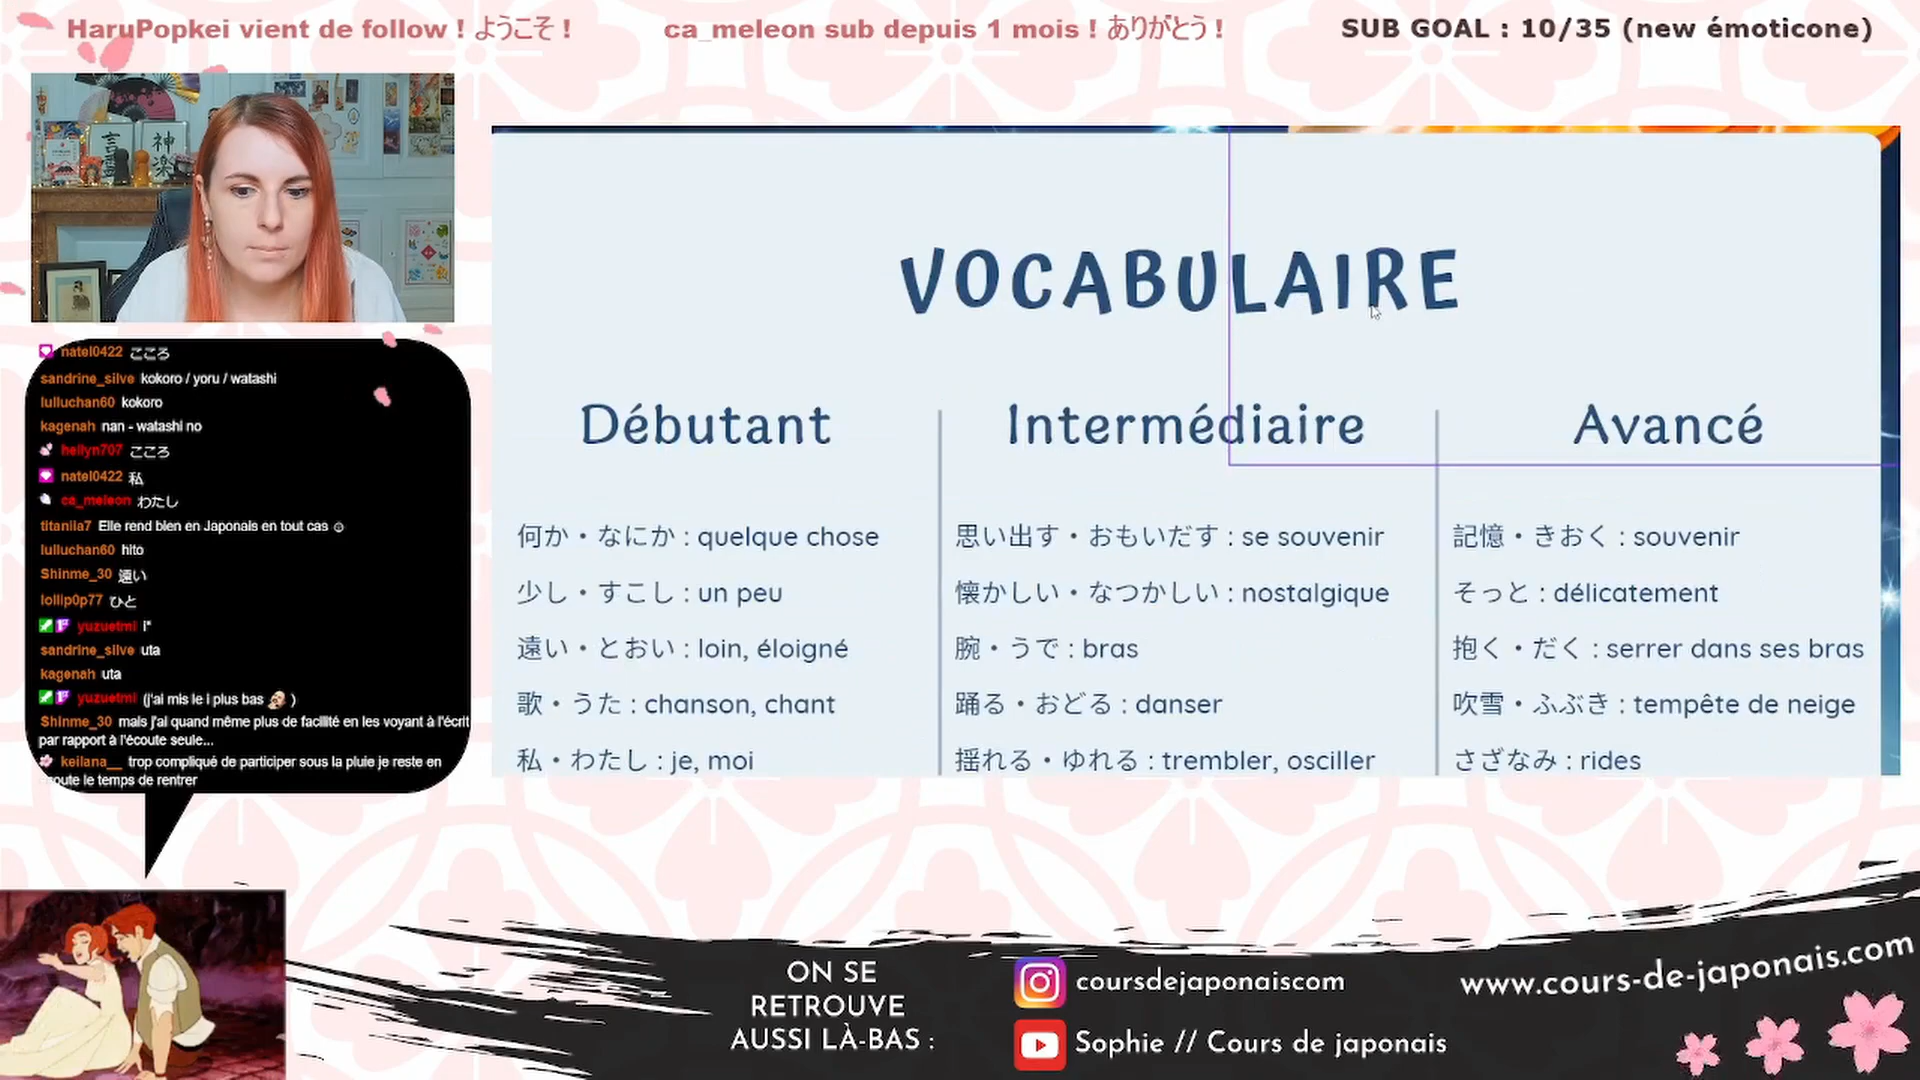 HaruPopkei vient de follow ! ようこそ !
ca_meleon sub depuis 1 mois ! ありがとう !
SUB GOAL : 10/35 (new émoticone)
言
神
楽
natel0422 こころ
sandrine_silve kokoro / yoru / watashi
lulluchan60 kokoro
kagenah nan - watashi no
heilyn707 こころ
natel0422 私
ca_meleon わたし
titaniia7 Elle rend bien en Japonais en tout cas
lulluchan60 hito
Shinme_30 遠い
lollip0p77 ひと
yuzuetmi i*
sandrine_silve uta
kagenah uta
yuzuetmi (j'ai mis le i plus bas )
Shinme_30 mais j'ai quand même plus de facilité en les voyant à l'écrit
par rapport à l'écoute seule...
keilana__ trop compliqué de participer sous la pluie je reste en
écoute le temps de rentrer
VOCABULAIRE
Débutant
何か・なにか : quelque chose
少し・すこし : un peu
遠い・とおい : loin, éloigné
歌・うた : chanson, chant
私・わたし : je, moi
Intermédiaire
思い出す・おもいだす : se souvenir
懐かしい・なつかしい : nostalgique
腕・うで : bras
踊る・おどる : danser
揺れる・ゆれる : trembler, osciller
Avancé
記憶・きおく : souvenir
そっと : délicatement
抱く・だく : serrer dans ses bras
吹雪・ふぶき : tempête de neige
さざなみ : rides
ON SE
RETROUVE
AUSSI LÀ-BAS :
coursdejaponaiscom
Sophie // Cours de japonais
www.cours-de-japonais.com